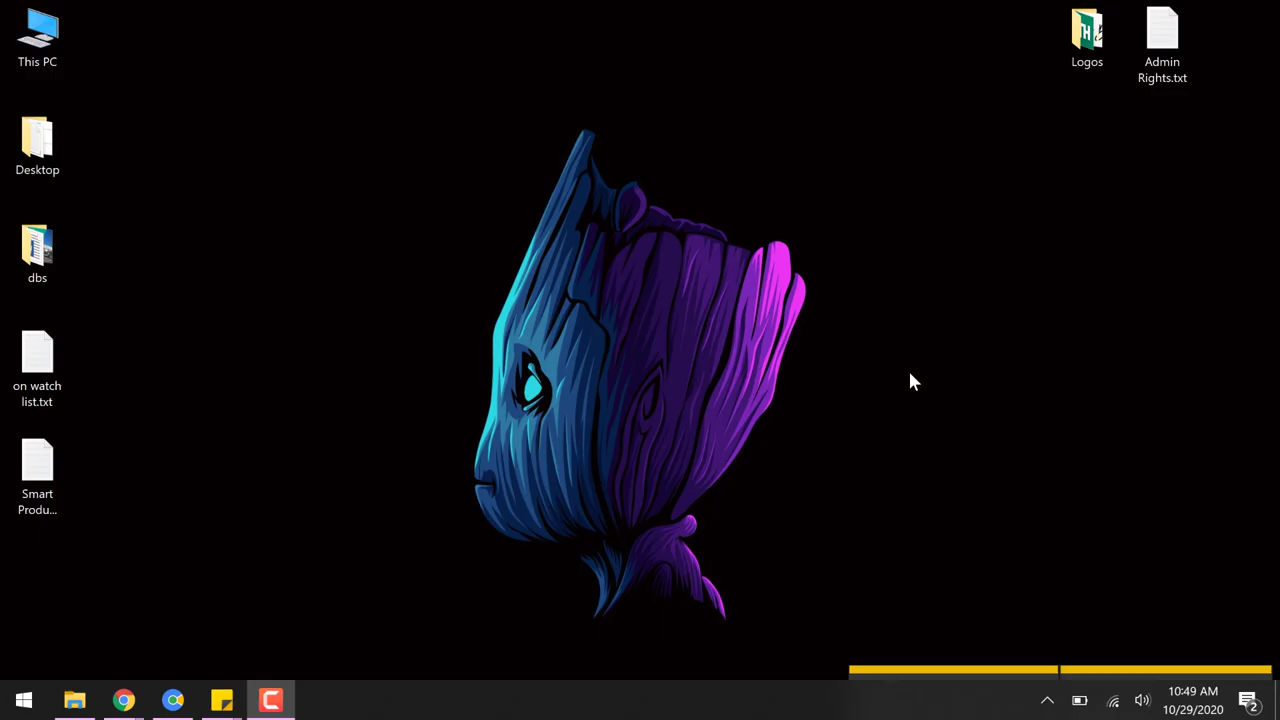 This PC
Desktop
dbs
on watch
list.txt
Smart
Produ...
Logos
Admin
Rights.txt
10:49 AM
10/29/2020
2